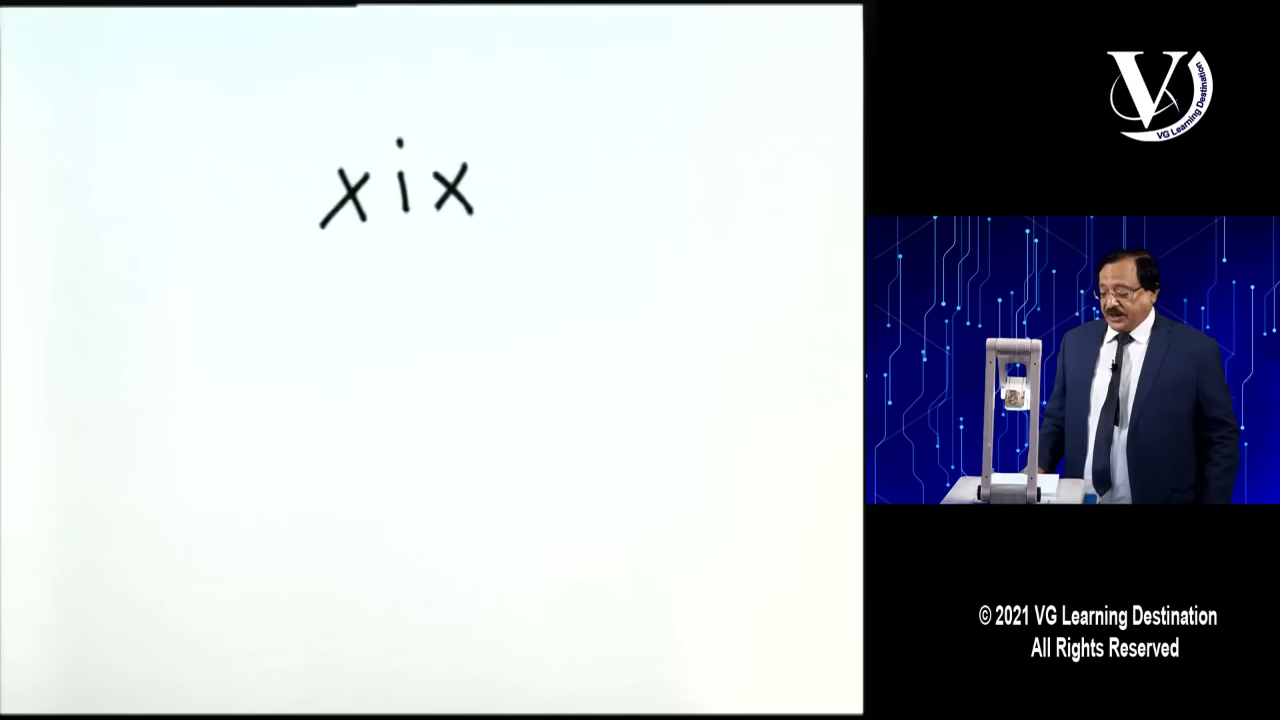 xix
V
VG Learning Destination
© 2021 VG Learning Destination
All Rights Reserved